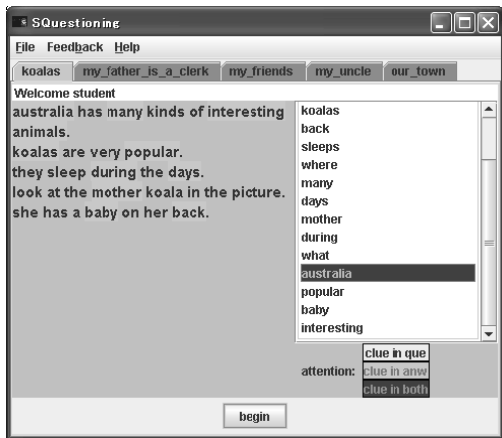 SQuestioning
File Feedback Help
koalas my_father_is_a_clerk my_friends my_uncle our_town
Welcome student
australia has many kinds of interesting
animals.
koalas are very popular.
they sleep during the days.
look at the mother koala in the picture.
she has a baby on her back.
koalas
back
sleeps
where
many
days
mother
during
what
australia
popular
baby
interesting
attention:
clue in que
clue in anw
clue in both
begin